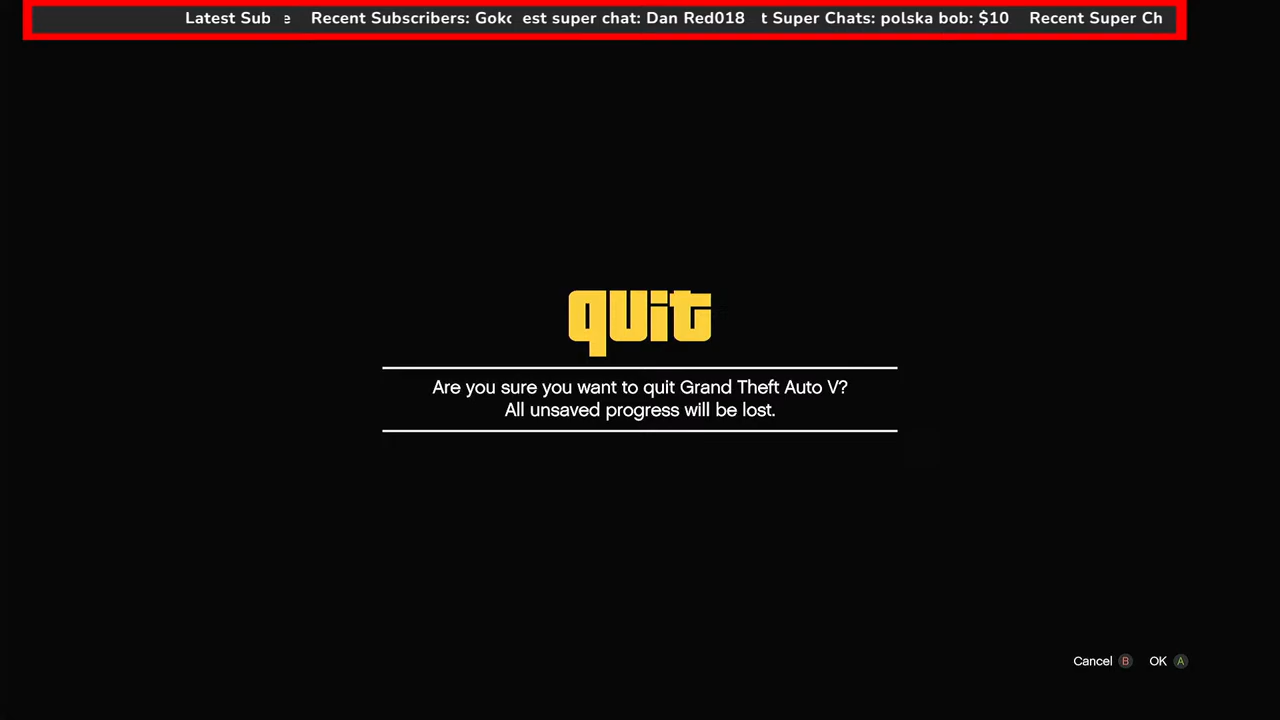 Latest Sub e Recent Subscribers: Goko est super chat: Dan Red018 t Super Chats: polska bob: $10 Recent Super Ch
quit
Are you sure you want to quit Grand Theft Auto V?
All unsaved progress will be lost.
Cancel B OK A